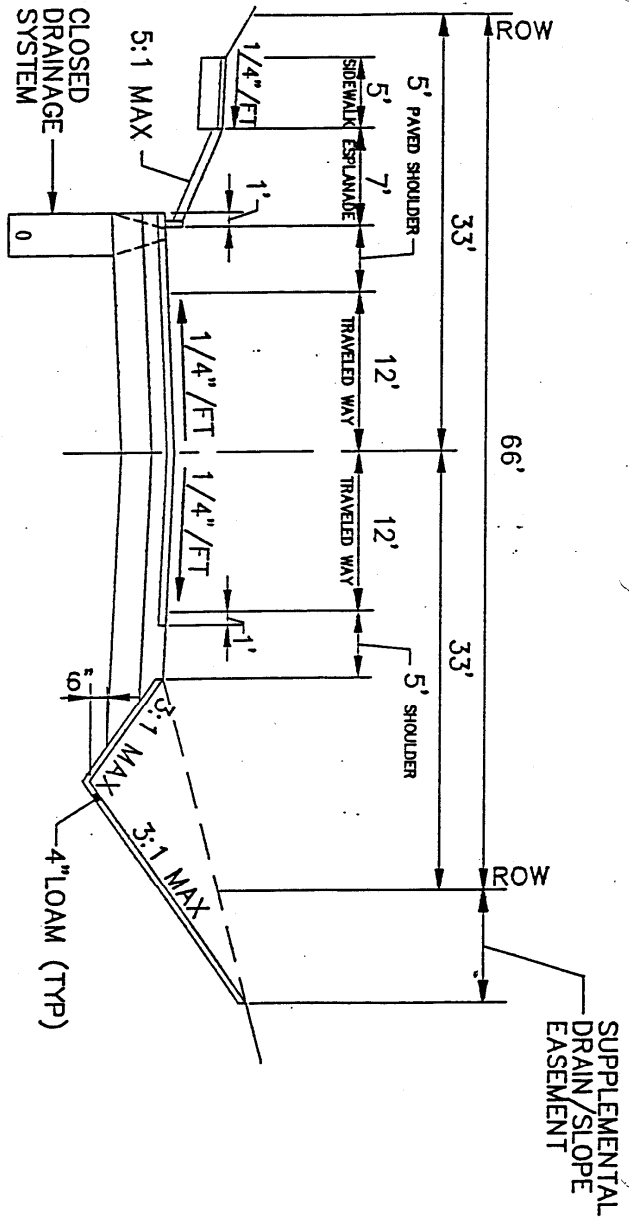 SUPPLEMENTAL
DRAIN/SLOPE
EASEMENT
ROW
66'
ROW
33'
33'
5' PAVED SHOULDER
5' SHOULDER
5'
7'
12'
12'
SIDEWALK
ESPLANADE
TRAVELED WAY
TRAVELED WAY
1/4"/FT
1'
1'
1/4"/FT
1/4"/FT
5:1 MAX
3:1 MAX
3:1 MAX
6"
4"LOAM (TYP)
CLOSED
DRAINAGE
SYSTEM
0